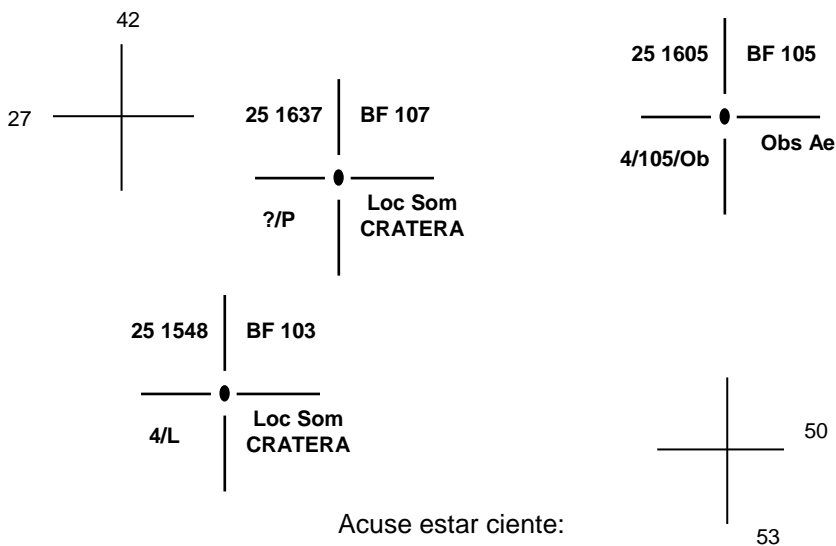 42
27
25 1637
BF 107
?/P
Loc Som
CRATERA
25 1605
BF 105
4/105/Ob
Obs Ae
25 1548
BF 103
4/L
Loc Som
CRATERA
50
53
Acuse estar ciente: